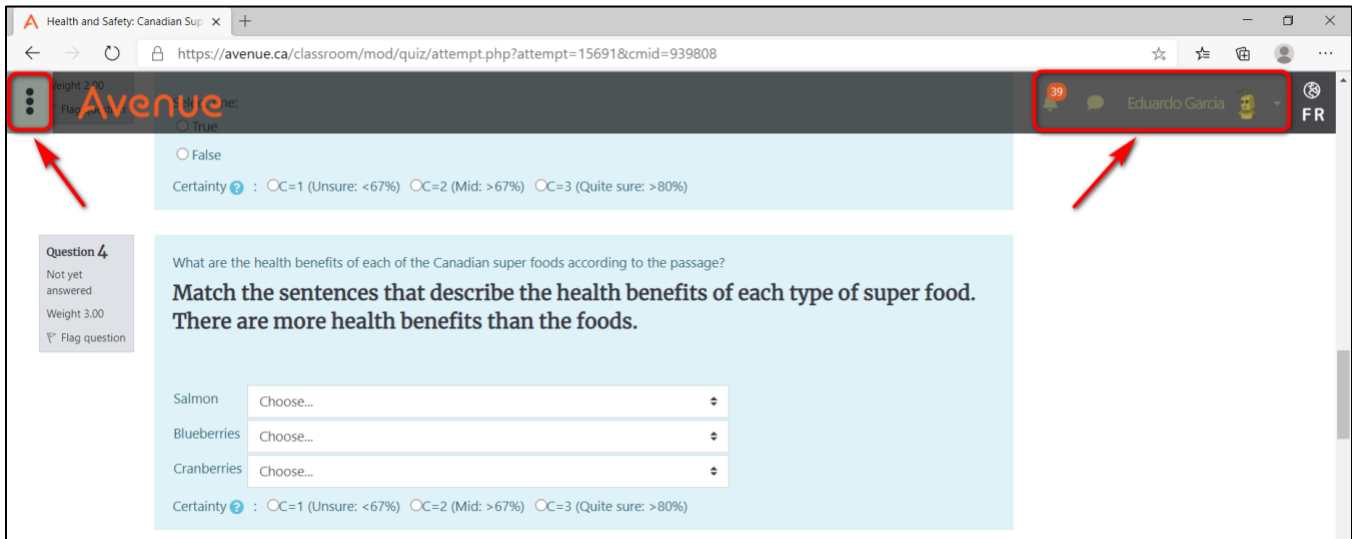 Health and Safety: Canadian Sup
https://avenue.ca/classroom/mod/quiz/attempt.php?attempt=15691&cmid=939808
Weight 2.00
Flag question
Avenue
39
Eduardo Garcia
FR
True
False
Certainty ? : C=1 (Unsure: <67%) C=2 (Mid: >67%) C=3 (Quite sure: >80%)
Question 4
Not yet
answered
Weight 3.00
Flag question
What are the health benefits of each of the Canadian super foods according to the passage?
Match the sentences that describe the health benefits of each type of super food.
There are more health benefits than the foods.
Salmon Choose...
Blueberries Choose...
Cranberries Choose...
Certainty ? : C=1 (Unsure: <67%) C=2 (Mid: >67%) C=3 (Quite sure: >80%)